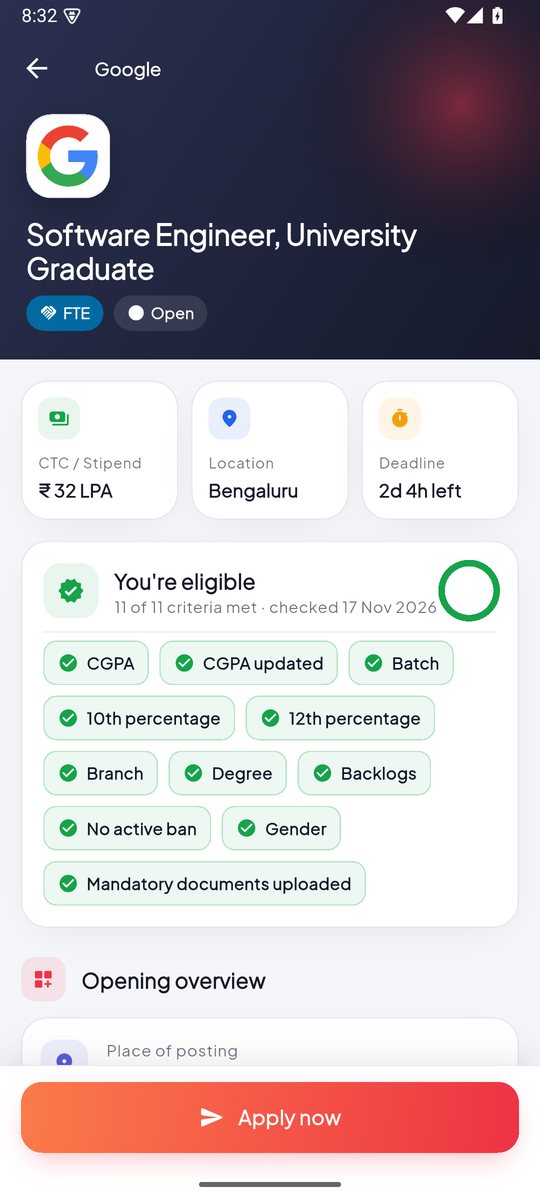 8:32
Google
Software Engineer, University
Graduate
FTE
Open
CTC / Stipend
₹ 32 LPA
Location
Bengaluru
Deadline
2d 4h left
You're eligible
11 of 11 criteria met · checked 17 Nov 2026
CGPA
CGPA updated
Batch
10th percentage
12th percentage
Branch
Degree
Backlogs
No active ban
Gender
Mandatory documents uploaded
Opening overview
Place of posting
Apply now